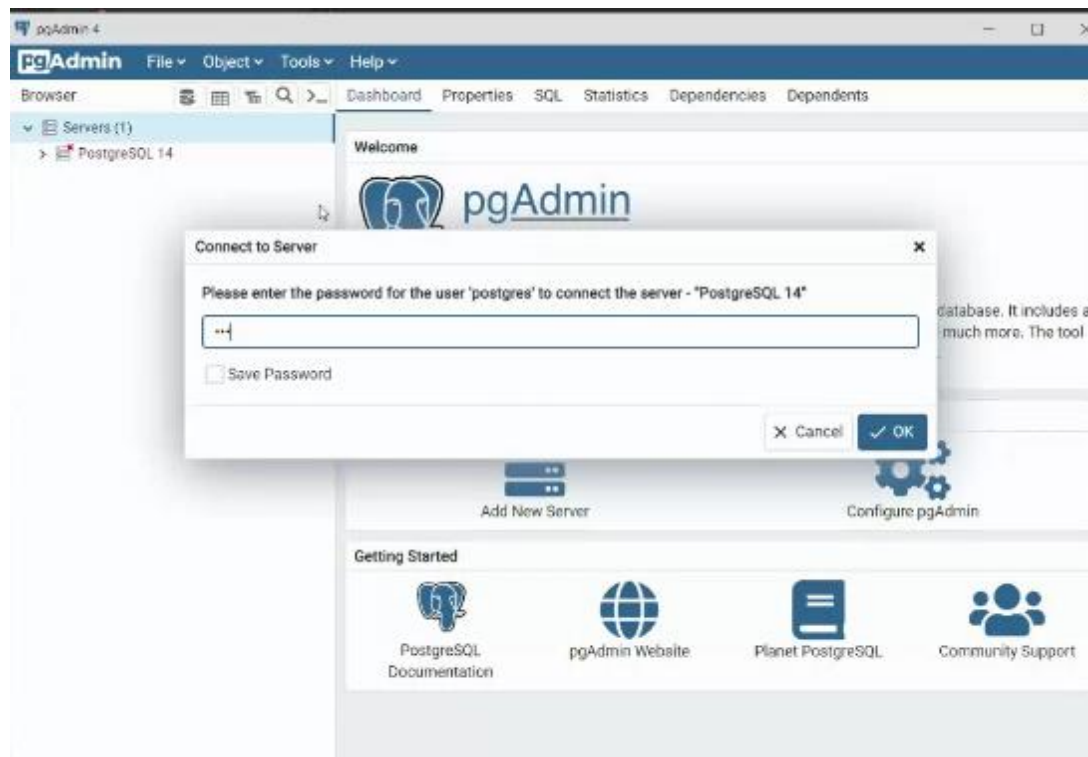 pgAdmin 4
pgAdmin File Object Tools Help
Browser >_ Dashboard Properties SQL Statistics Dependencies Dependents
Servers (1)
PostgreSQL 14
Welcome
pgAdmin
Connect to Server
Please enter the password for the user 'postgres' to connect the server - "PostgreSQL 14"
database. It includes a
much more. The tool
Save Password
Cancel OK
Add New Server Configure pgAdmin
Getting Started
PostgreSQL Documentation
pgAdmin Website
Planet PostgreSQL
Community Support